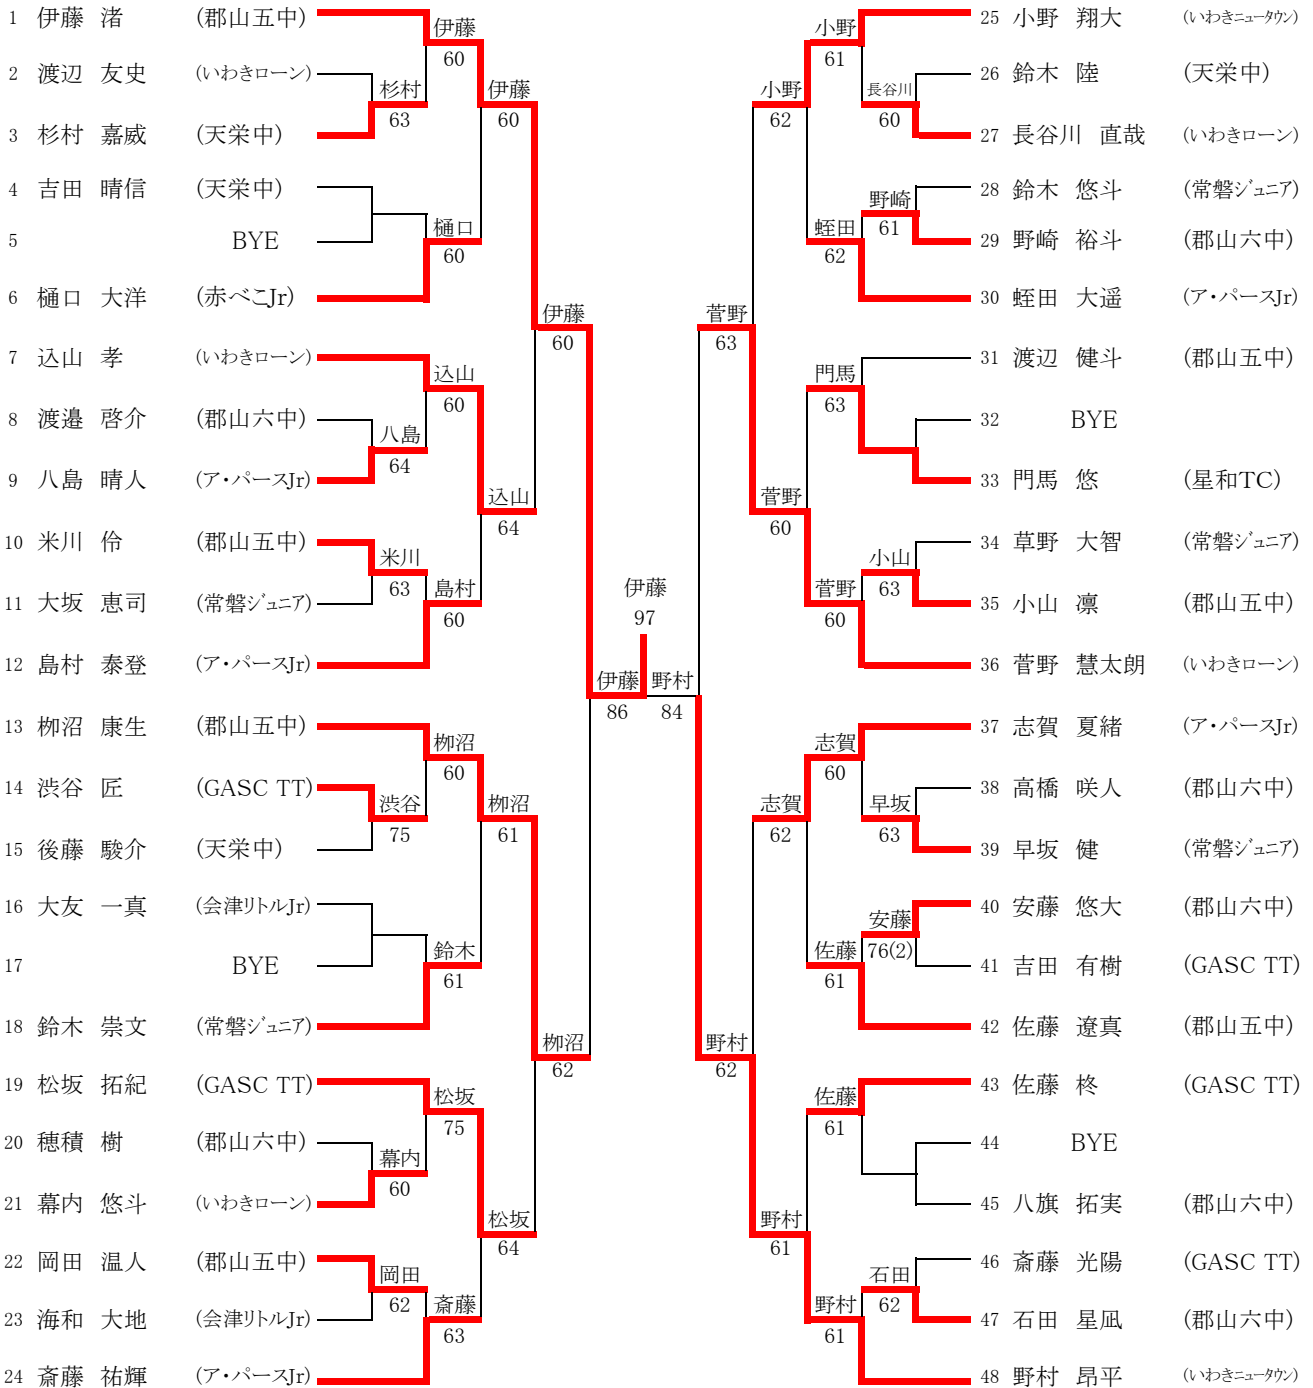 1 伊藤 渚 (郡山五中)
2 渡辺 友史 (いわきローン)
3 杉村 嘉威 (天栄中)
4 吉田 晴信 (天栄中)
5 BYE
6 樋口 大洋 (赤べこJr)
7 込山 孝 (いわきローン)
8 渡邉 啓介 (郡山六中)
9 八島 晴人 (ア・パースJr)
10 米川 伶 (郡山五中)
11 大坂 恵司 (常磐ジュニア)
12 島村 泰登 (ア・パースJr)
13 栁沼 康生 (郡山五中)
14 渋谷 匠 (GASC TT)
15 後藤 駿介 (天栄中)
16 大友 一真 (会津リトルJr)
17 BYE
18 鈴木 崇文 (常磐ジュニア)
19 松坂 拓紀 (GASC TT)
20 穂積 樹 (郡山六中)
21 幕内 悠斗 (いわきローン)
22 岡田 温人 (郡山五中)
23 海和 大地 (会津リトルJr)
24 斎藤 祐輝 (ア・パースJr)
杉村
63
八島
64
米川
63
渋谷
75
幕内
60
岡田
62
伊藤
60
樋口
60
込山
60
島村
60
栁沼
60
鈴木
61
松坂
75
斎藤
63
伊藤
60
込山
64
栁沼
61
松坂
64
伊藤
60
栁沼
62
伊藤
86
伊藤
97
野村
84
菅野
63
野村
62
小野
62
菅野
60
志賀
62
野村
61
小野
61
蛭田
62
門馬
63
菅野
60
志賀
60
佐藤
61
佐藤
61
野村
61
長谷川
60
野崎
61
小山
63
早坂
63
安藤
76(2)
石田
62
25 小野 翔大 (いわきニュータウン)
26 鈴木 陸 (天栄中)
27 長谷川 直哉 (いわきローン)
28 鈴木 悠斗 (常磐ジュニア)
29 野崎 裕斗 (郡山六中)
30 蛭田 大遥 (ア・パースJr)
31 渡辺 健斗 (郡山五中)
32 BYE
33 門馬 悠 (星和TC)
34 草野 大智 (常磐ジュニア)
35 小山 凛 (郡山五中)
36 菅野 慧太朗 (いわきローン)
37 志賀 夏緒 (ア・パースJr)
38 高橋 咲人 (郡山六中)
39 早坂 健 (常磐ジュニア)
40 安藤 悠大 (郡山六中)
41 吉田 有樹 (GASC TT)
42 佐藤 遼真 (郡山五中)
43 佐藤 柊 (GASC TT)
44 BYE
45 八旗 拓実 (郡山六中)
46 斎藤 光陽 (GASC TT)
47 石田 星凪 (郡山六中)
48 野村 昂平 (いわきニュータウン)